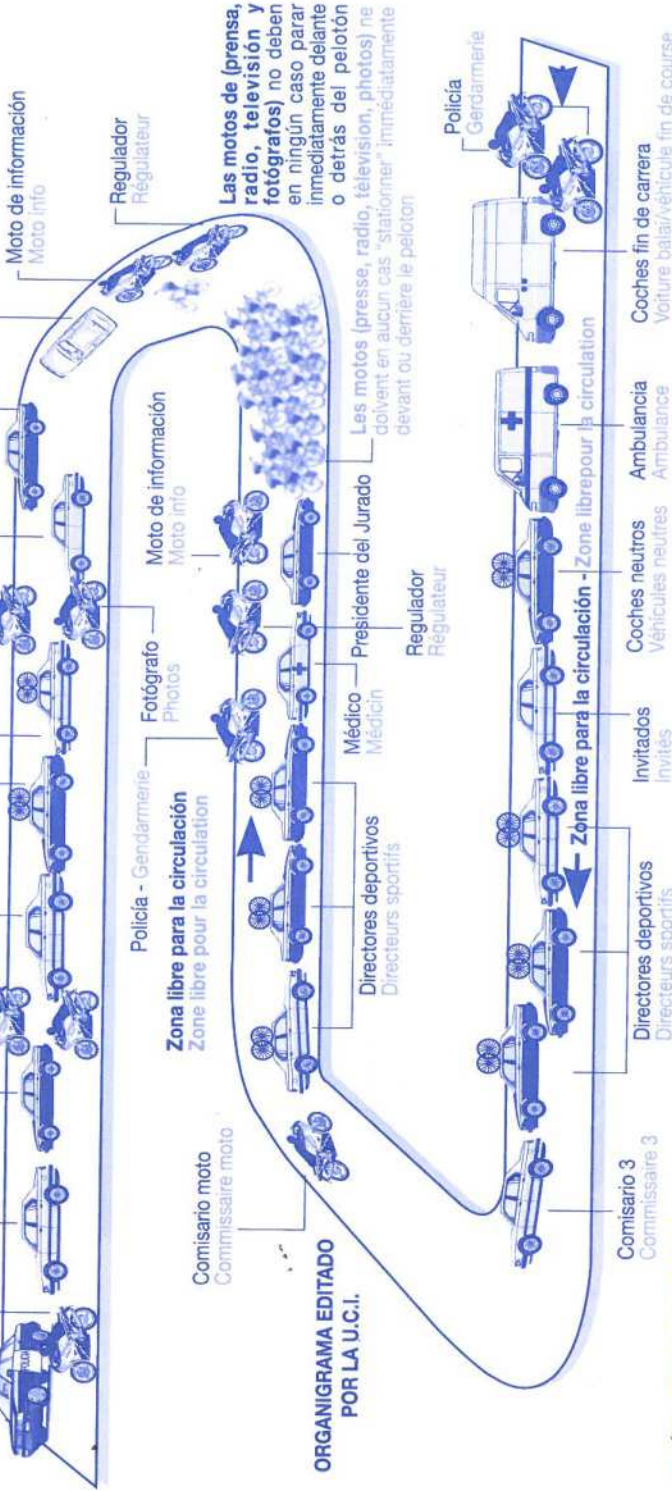 Moto de información
Moto info
Regulador
Régulateur
Las motos de (prensa,
radio, televisión y
fotógrafos) no deben
en ningún caso parar
inmediatamente delante
o detrás del pelotón
Les motos (presse, radio, télevision, photos) ne
doivent en aucun cas "stationner" immédiatement
devant ou derrière le peloton
Fotógrafo
Photos
Policía - Gendarmerie
Zona libre para la circulación
Zone libre pour la circulation
Moto de información
Moto info
Presidente del Jurado
Regulador
Régulateur
Médico
Médicin
Directores deportivos
Directeurs sportifs
Comisario moto
Commissaire moto
ORGANIGRAMA EDITADO
POR LA U.C.I.
Policía
Gerdarmerie
Zona libre para la circulación - Zone librepour la circulation
Comisario 3
Commissaire 3
Directores deportivos
Directeurs sportifs
Invitados
Invités
Coches neutros
Véhicules neutres
Ambulancia
Ambulance
Coches fin de carrera
Voiture balai/véhicule fin de course
POLICIA